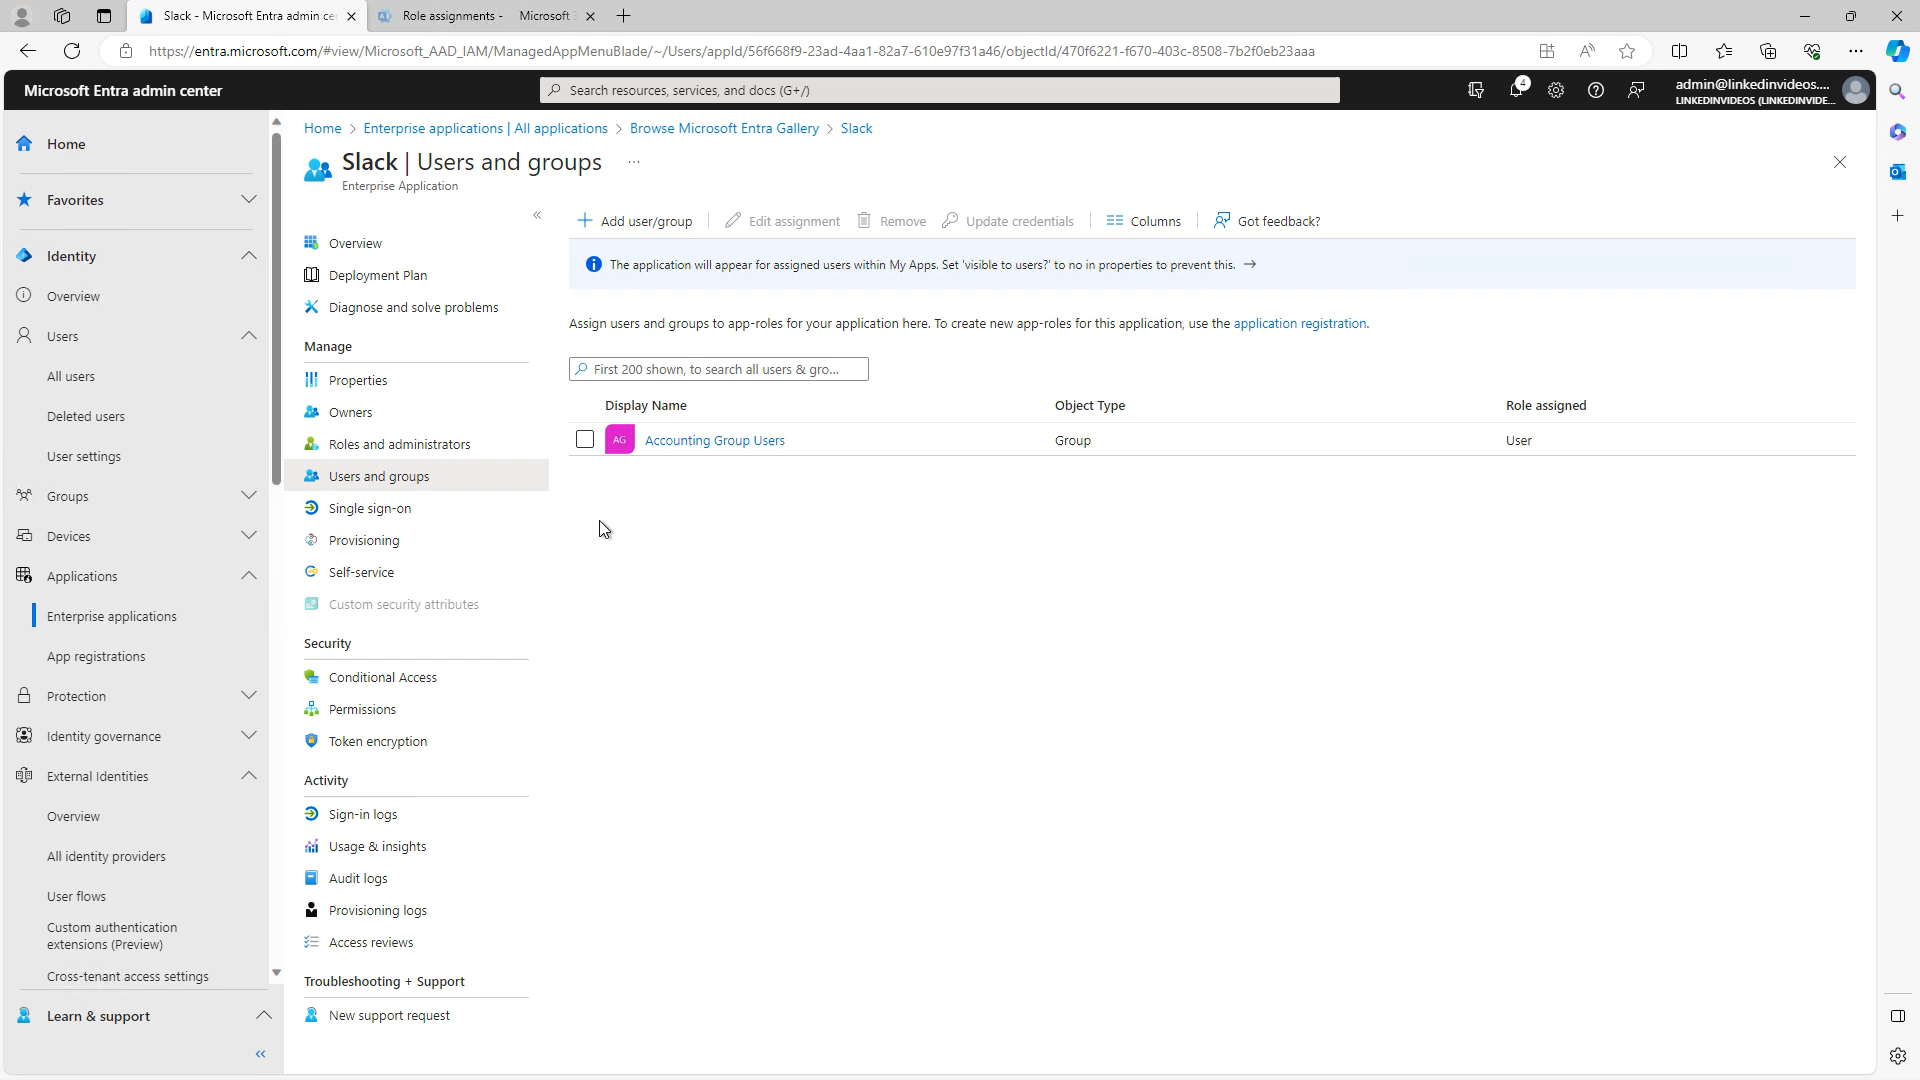 Slack - Microsoft Entra admin ce
Role assignments - Microsoft
https://entra.microsoft.com/#view/Microsoft_AAD_IAM/ManagedAppMenuBlade/~/Users/appId/56f668f9-23ad-4aa1-82a7-610e97f31a46/objectId/470f6221-f670-403c-8508-7b2f0eb23aaa
Microsoft Entra admin center
Search resources, services, and docs (G+/)
4
admin@linkedinvideos....
LINKEDINVIDEOS (LINKEDINVIDE...
Home
Favorites
Identity
Overview
Users
All users
Deleted users
User settings
Groups
Devices
Applications
Enterprise applications
App registrations
Protection
Identity governance
External Identities
Overview
All identity providers
User flows
Custom authentication
extensions (Preview)
Cross-tenant access settings
Learn & support
Home > Enterprise applications | All applications > Browse Microsoft Entra Gallery > Slack
Slack | Users and groups ...
Enterprise Application
Overview
Deployment Plan
Diagnose and solve problems
Manage
Properties
Owners
Roles and administrators
Users and groups
Single sign-on
Provisioning
Self-service
Custom security attributes
Security
Conditional Access
Permissions
Token encryption
Activity
Sign-in logs
Usage & insights
Audit logs
Provisioning logs
Access reviews
Troubleshooting + Support
New support request
Add user/group
Edit assignment
Remove
Update credentials
Columns
Got feedback?
The application will appear for assigned users within My Apps. Set 'visible to users?' to no in properties to prevent this. →
Assign users and groups to app-roles for your application here. To create new app-roles for this application, use the application registration.
First 200 shown, to search all users & gro...
Display Name Object Type Role assigned
AG Accounting Group Users Group User